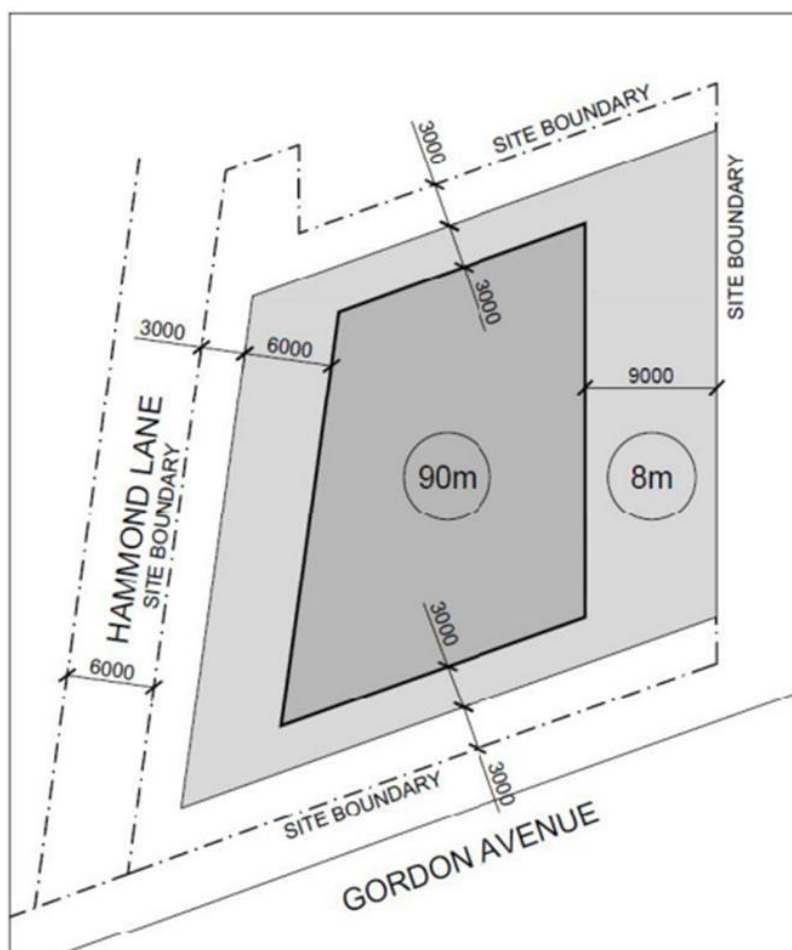 3000
SITE BOUNDARY
SITE BOUNDARY
3000
3000
6000
9000
HAMMOND LANE
SITE BOUNDARY
90m
8m
3000
6000
3000
SITE BOUNDARY
GORDON AVENUE